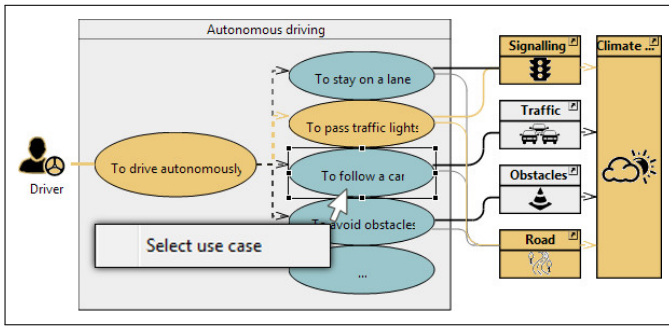 Autonomous driving
Signalling
Climate ...
To stay on a lane
Traffic
To pass traffic lights
To drive autonomously
Driver
To follow a car
Obstacles
To avoid obstacles
Select use case
Road
...